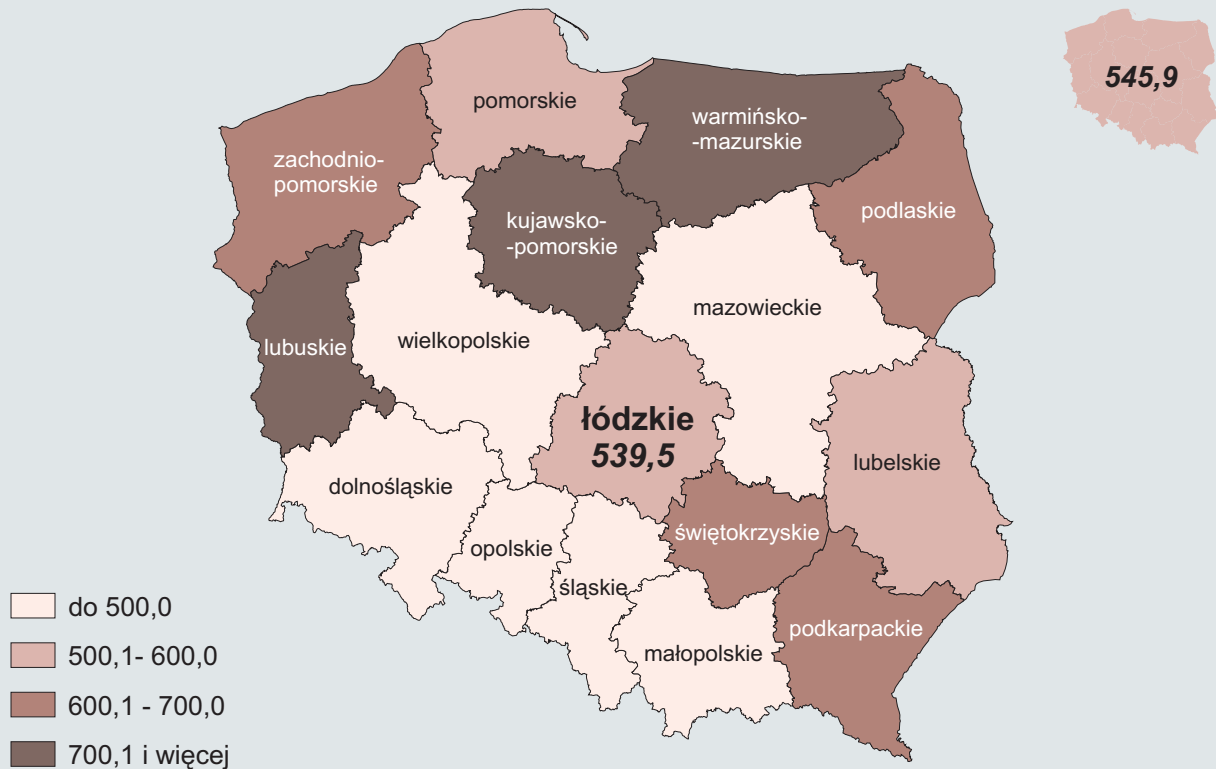 545,9
pomorskie
warmińsko-
-mazurskie
zachodnio-
pomorskie
podlaskie
kujawsko-
-pomorskie
mazowieckie
wielkopolskie
lubuskie
łódzkie
539,5
lubelskie
dolnośląskie
świętokrzyskie
opolskie
śląskie
podkarpackie
małopolskie
do 500,0
500,1- 600,0
600,1 - 700,0
700,1 i więcej